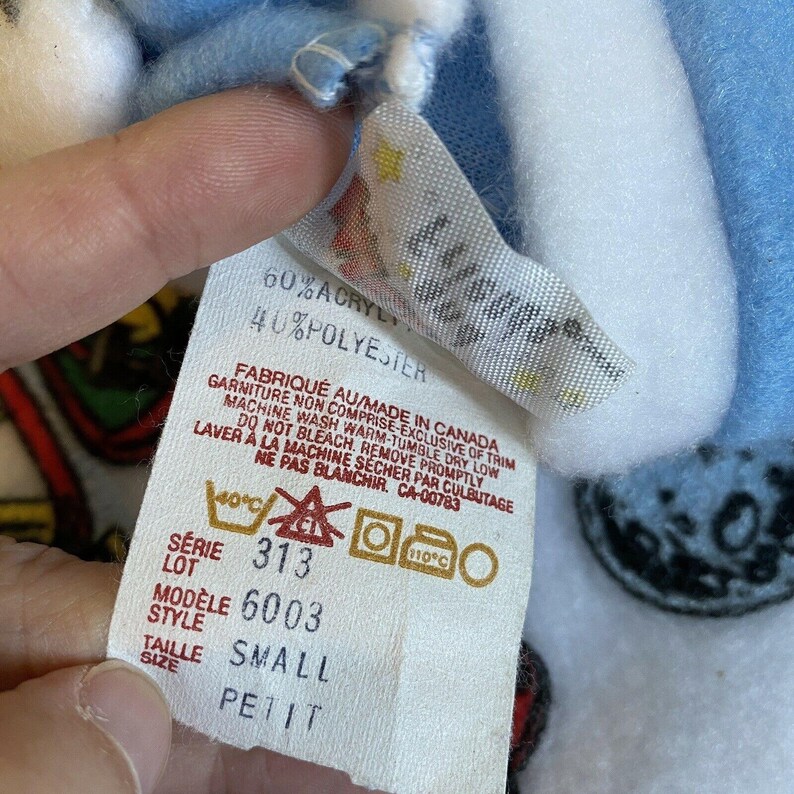 60%ACRYL
40%POLYESTER
FABRIQUÉ AU/MADE IN CANADA
GARNITURE NON COMPRISE-EXCLUSIVE OF TRIM
MACHINE WASH WARM-TUMBLE DRY LOW
DO NOT BLEACH. REMOVE PROMPTLY
LAVER À LA MACHINE SÉCHER PAR CULBUTAGE
NE PAS BLANCHIR. CA-00783
40°C CL 110°C
SÉRIE 313
LOT
MODÈLE 6003
STYLE
TAILLE SMALL
SIZE
PETIT